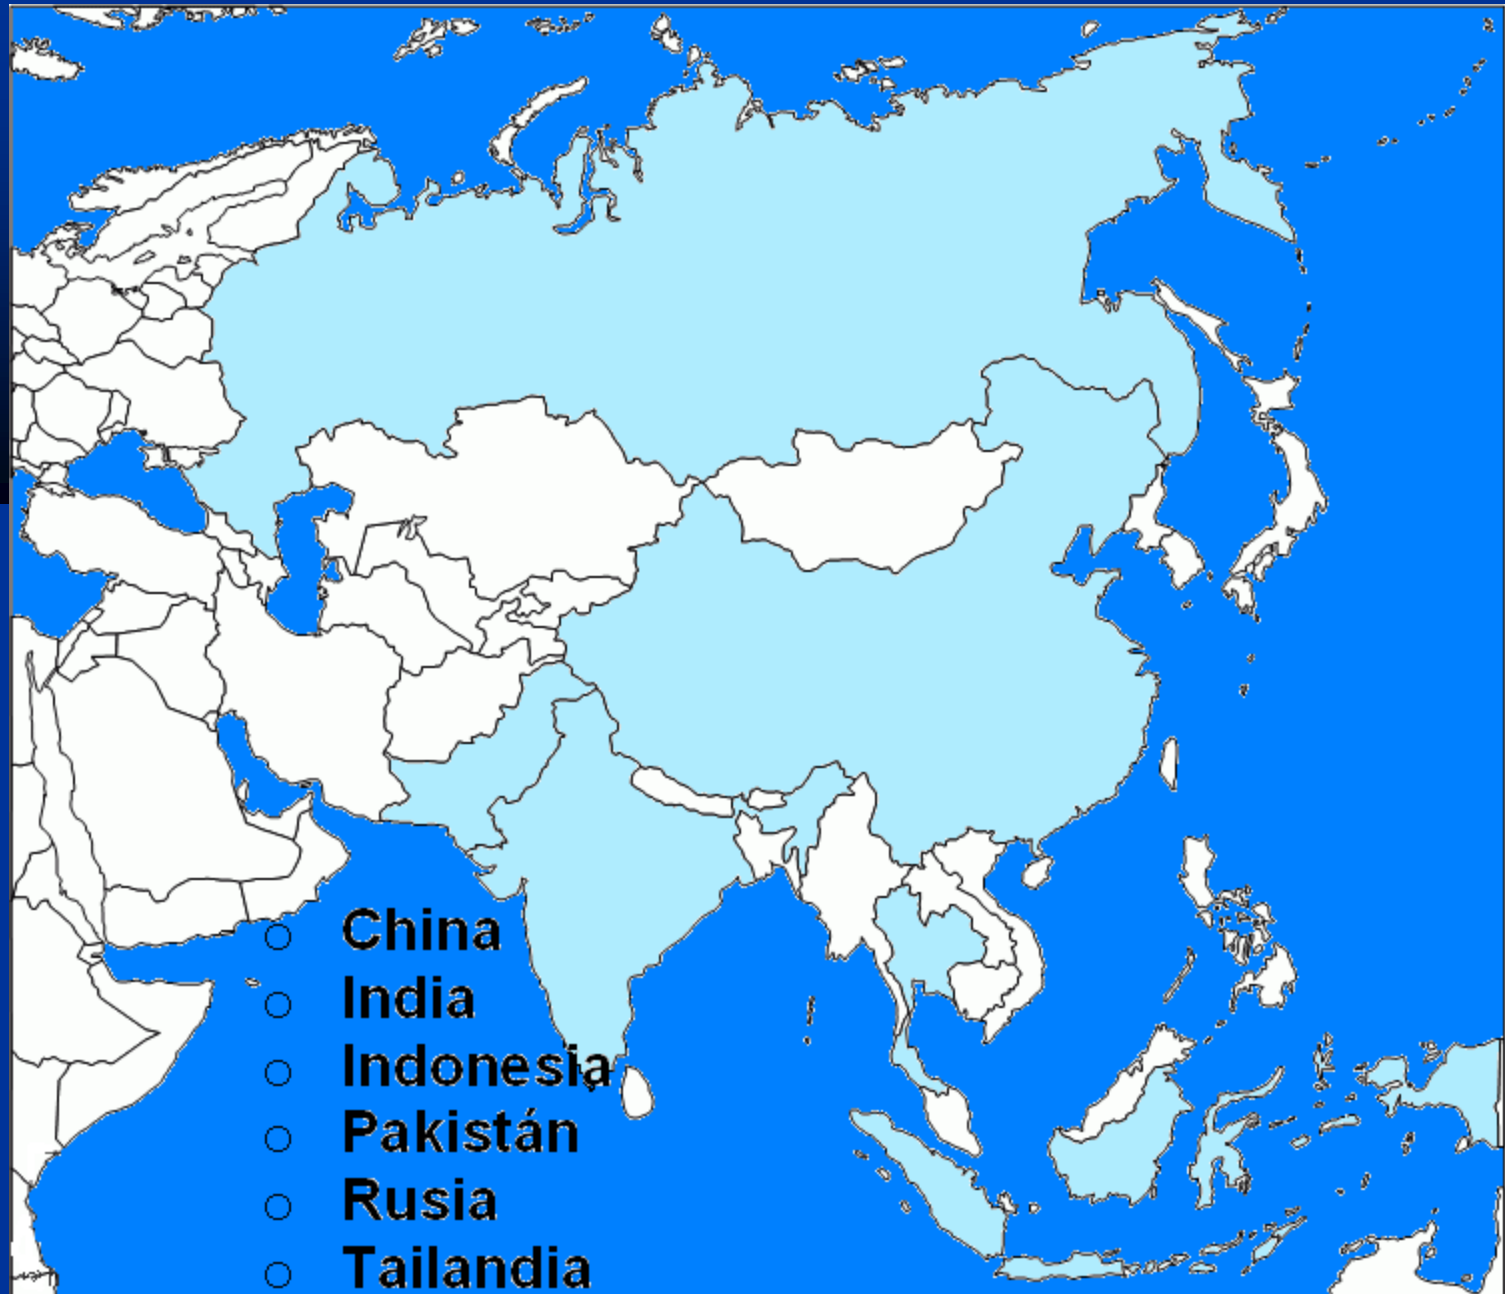 ○ China
○ India
○ Indonesia
○ Pakistán
○ Rusia
○ Tailandia